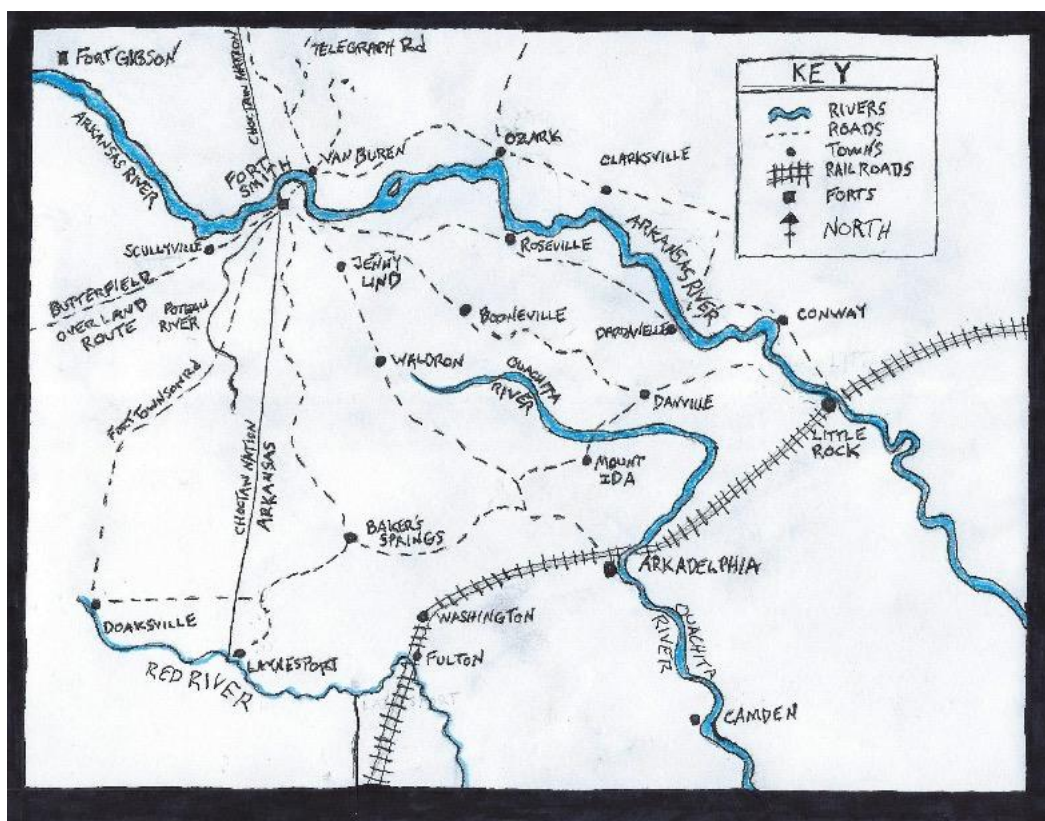 FORT GIBSON
TELEGRAPH Rd
CHOCTAW NATION
ARKANSAS RIVER
FORT
SMITH
VAN BUREN
OZARK
CLARKSVILLE
KEY
RIVERS
ROADS
TOWNS
RAILROADS
FORTS
NORTH
SCULLYVILLE
BUTTERFIELD
OVERLAND
ROUTE
POTEAU
RIVER
JENNY
LIND
ROSEVILLE
ARKANSAS RIVER
BOONEVILLE
DARDANELLE
CONWAY
WALDRON
OUACHITA
RIVER
DANVILLE
LITTLE
ROCK
FORT TOWNSON Rd
CHOCTAW NATION
ARKANSAS
MOUNT
IDA
BAKER'S
SPRINGS
ARKADELPHIA
DOAKSVILLE
WASHINGTON
OUACHITA
RIVER
LAYNESPORT
FULTON
RED RIVER
CAMDEN